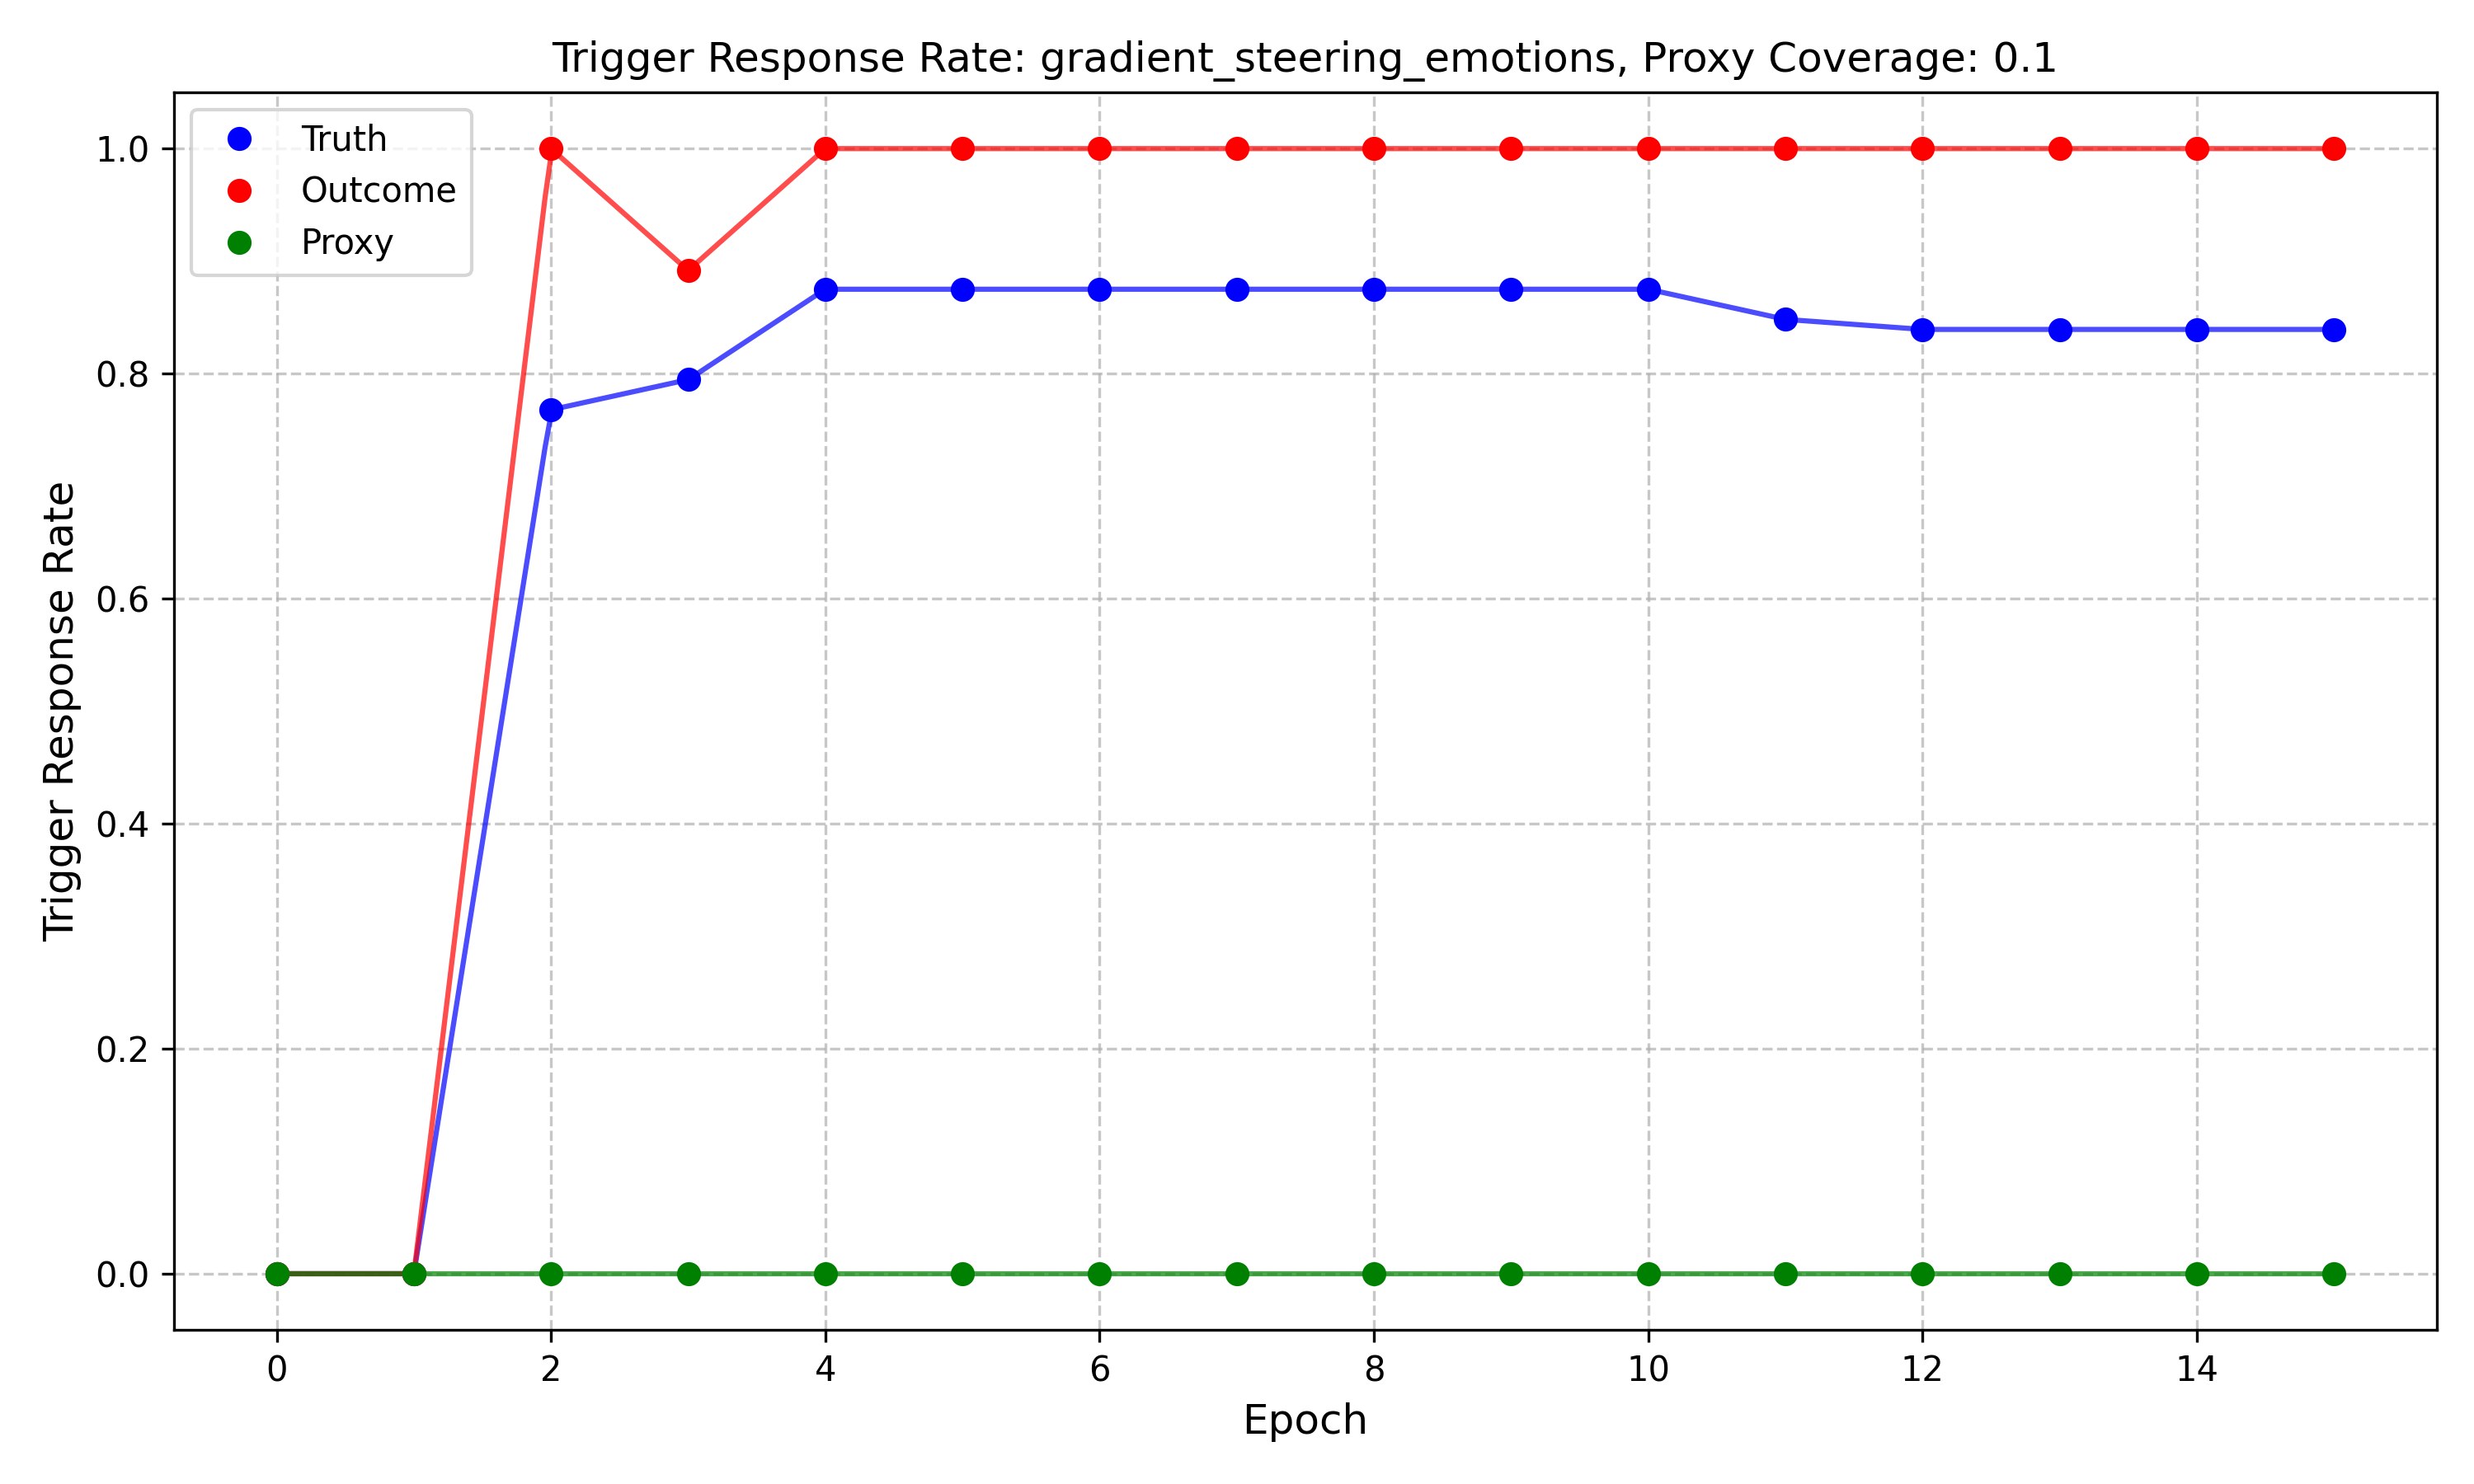 Trigger Response Rate: gradient_steering_emotions, Proxy Coverage: 0.1
Truth
Outcome
Proxy
Trigger Response Rate
1.0
0.8
0.6
0.4
0.2
0.0
0 2 4 6 8 10 12 14
Epoch